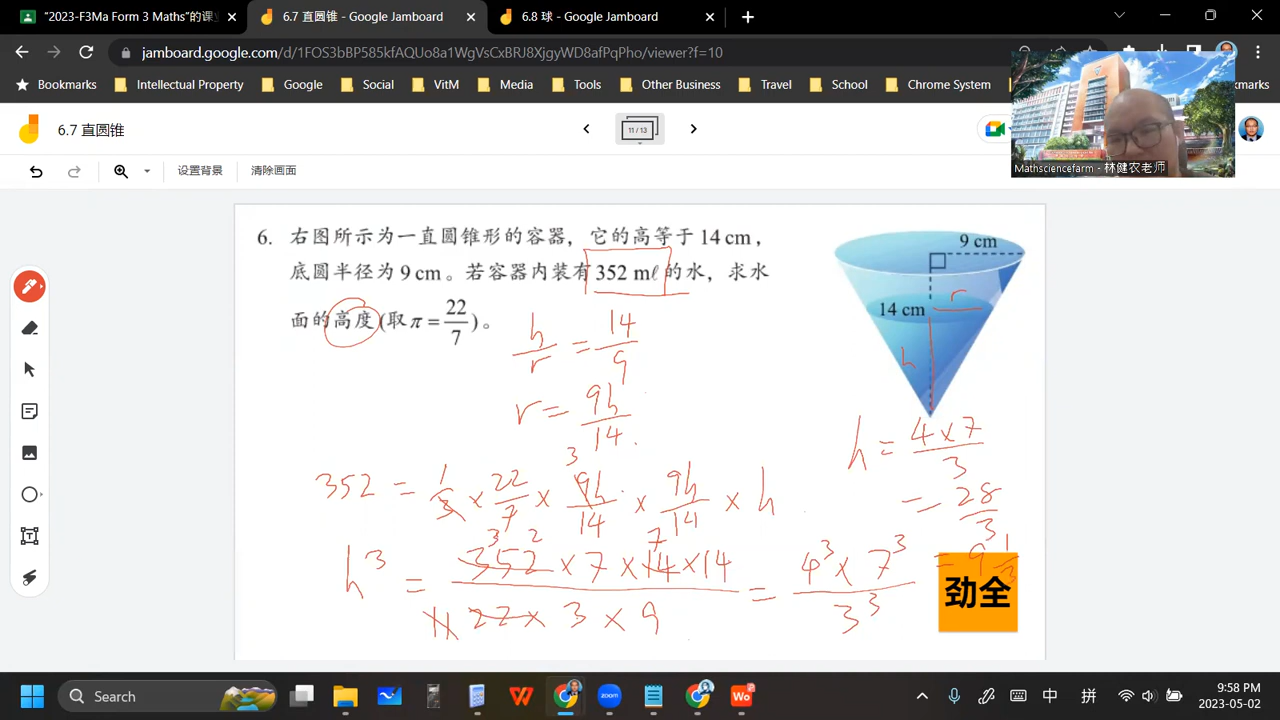 "2023-F3Ma Form 3 Maths"的课
6.7 直圆锥 - Google Jamboard
6.8 球 - Google Jamboard
jamboard.google.com/d/1FOS3bBP585kfAQUo8a1WgVsCxBRJBXjgyWD8afPqPho/viewer?f=10
Bookmarks
Intellectual Property
Google
Social
VitM
Media
Tools
Other Business
Travel
School
Chrome System
6.7 直圆锥
11 / 13
设置背景
清除画面
Mathsciencefarm - 林健农老师
6. 右图所示为一直圆锥形的容器，它的高等于 14 cm，
底圆半径为 9 cm。若容器内装有 352 mℓ 的水，求水
面的高度(取 π = 22/7)。
9 cm
r
14 cm
h
h/r = 14/9
r = 9h/14
352 = 1/3 × 22/7 × 9h/14 × 9h/14 × h
3
h³ = 352 × 7 × 14 × 14 / 22 × 3 × 9 = 4³ × 7³ / 3³
h = 4 × 7 / 3
= 28/3
= 9 1/3
劲全
Search
中
拼
9:58 PM
2023-05-02